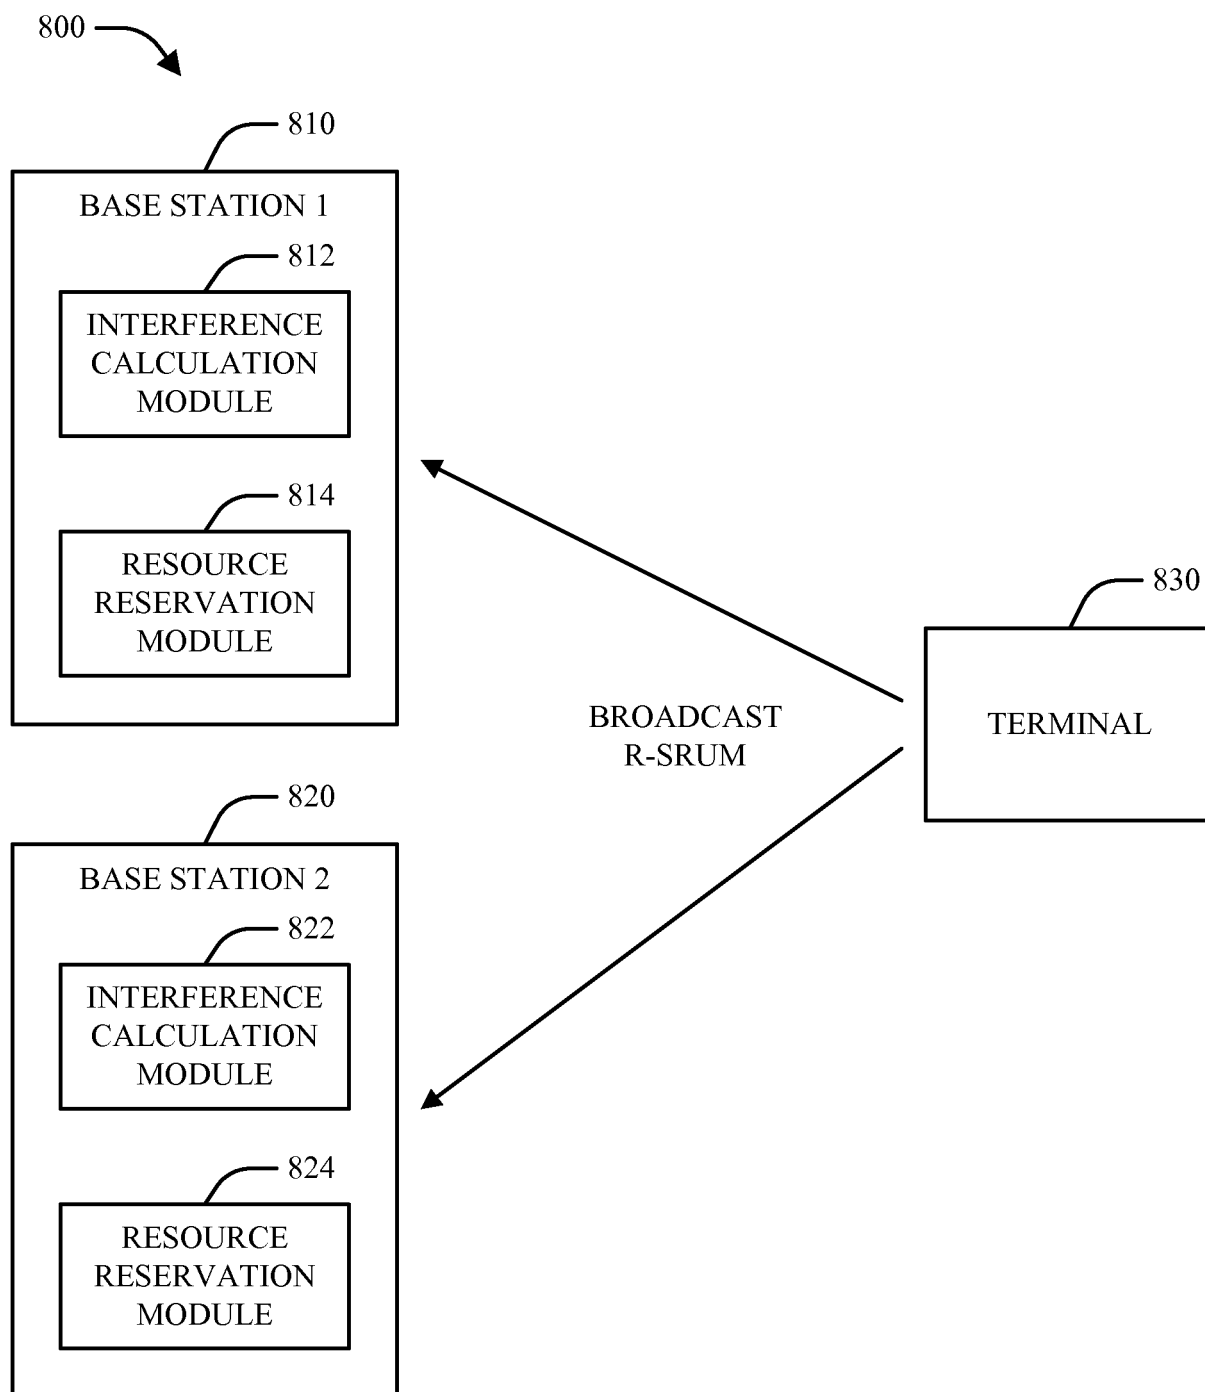 800
810
BASE STATION 1
812
INTERFERENCE
CALCULATION
MODULE
814
RESOURCE
RESERVATION
MODULE
830
TERMINAL
BROADCAST
R-SRUM
820
BASE STATION 2
822
INTERFERENCE
CALCULATION
MODULE
824
RESOURCE
RESERVATION
MODULE